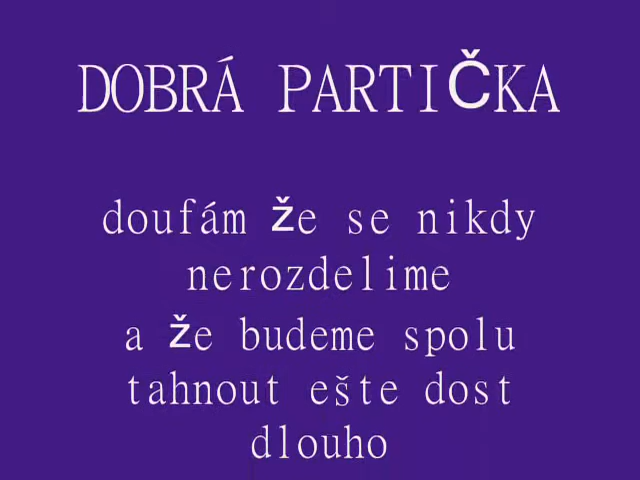 DOBRÁ PARTIČKA
doufám že se nikdy
nerozdelime
a že budeme spolu
tahnout ešte dost
dlouho